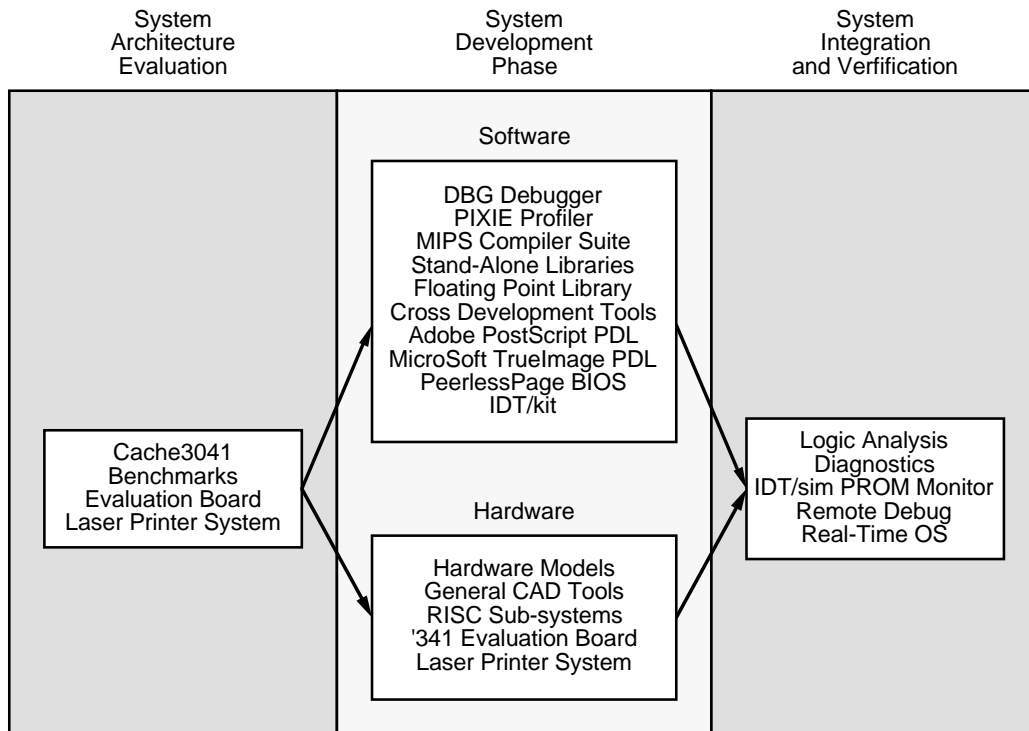 System
Architecture
Evaluation
System
Development
Phase
System
Integration
and Verfification
Software
DBG Debugger
PIXIE Profiler
MIPS Compiler Suite
Stand-Alone Libraries
Floating Point Library
Cross Development Tools
Adobe PostScript PDL
MicroSoft TrueImage PDL
PeerlessPage BIOS
IDT/kit
Cache3041
Benchmarks
Evaluation Board
Laser Printer System
Hardware
Hardware Models
General CAD Tools
RISC Sub-systems
'341 Evaluation Board
Laser Printer System
Logic Analysis
Diagnostics
IDT/sim PROM Monitor
Remote Debug
Real-Time OS